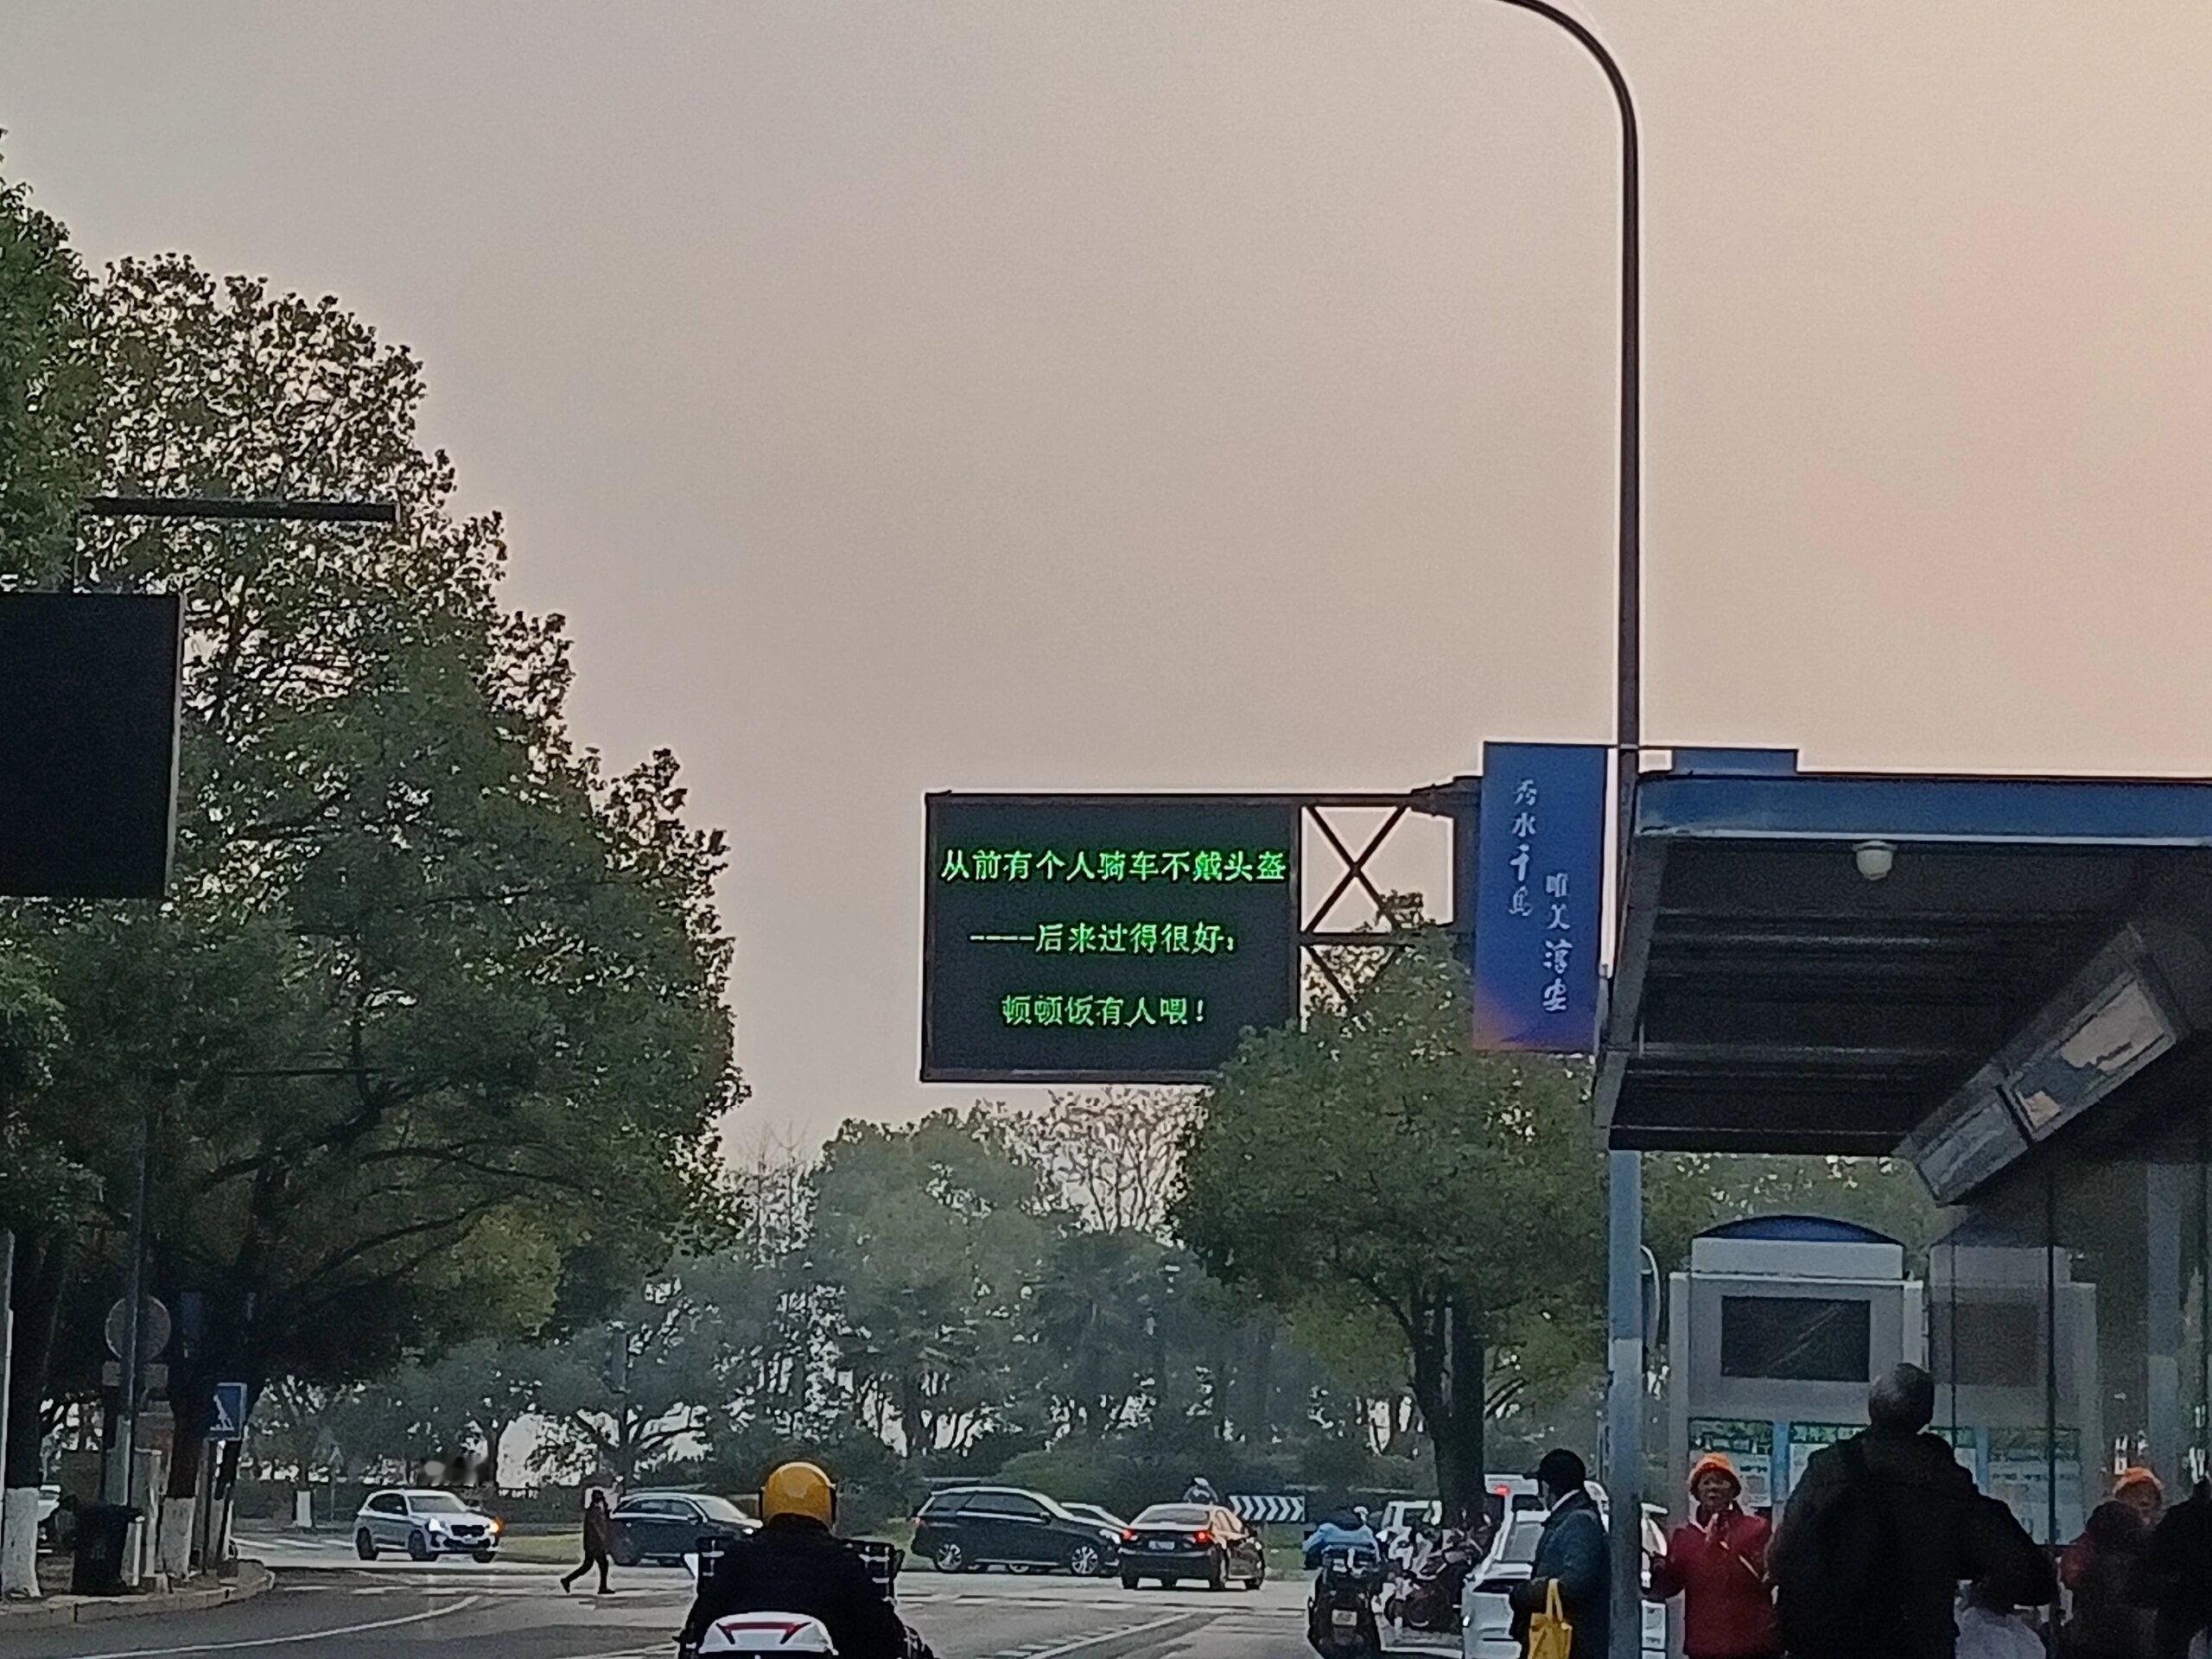 从前有个人骑车不戴头盔
----后来过得很好；
顿顿饭有人喂！
秀水千岛
唯美淳安